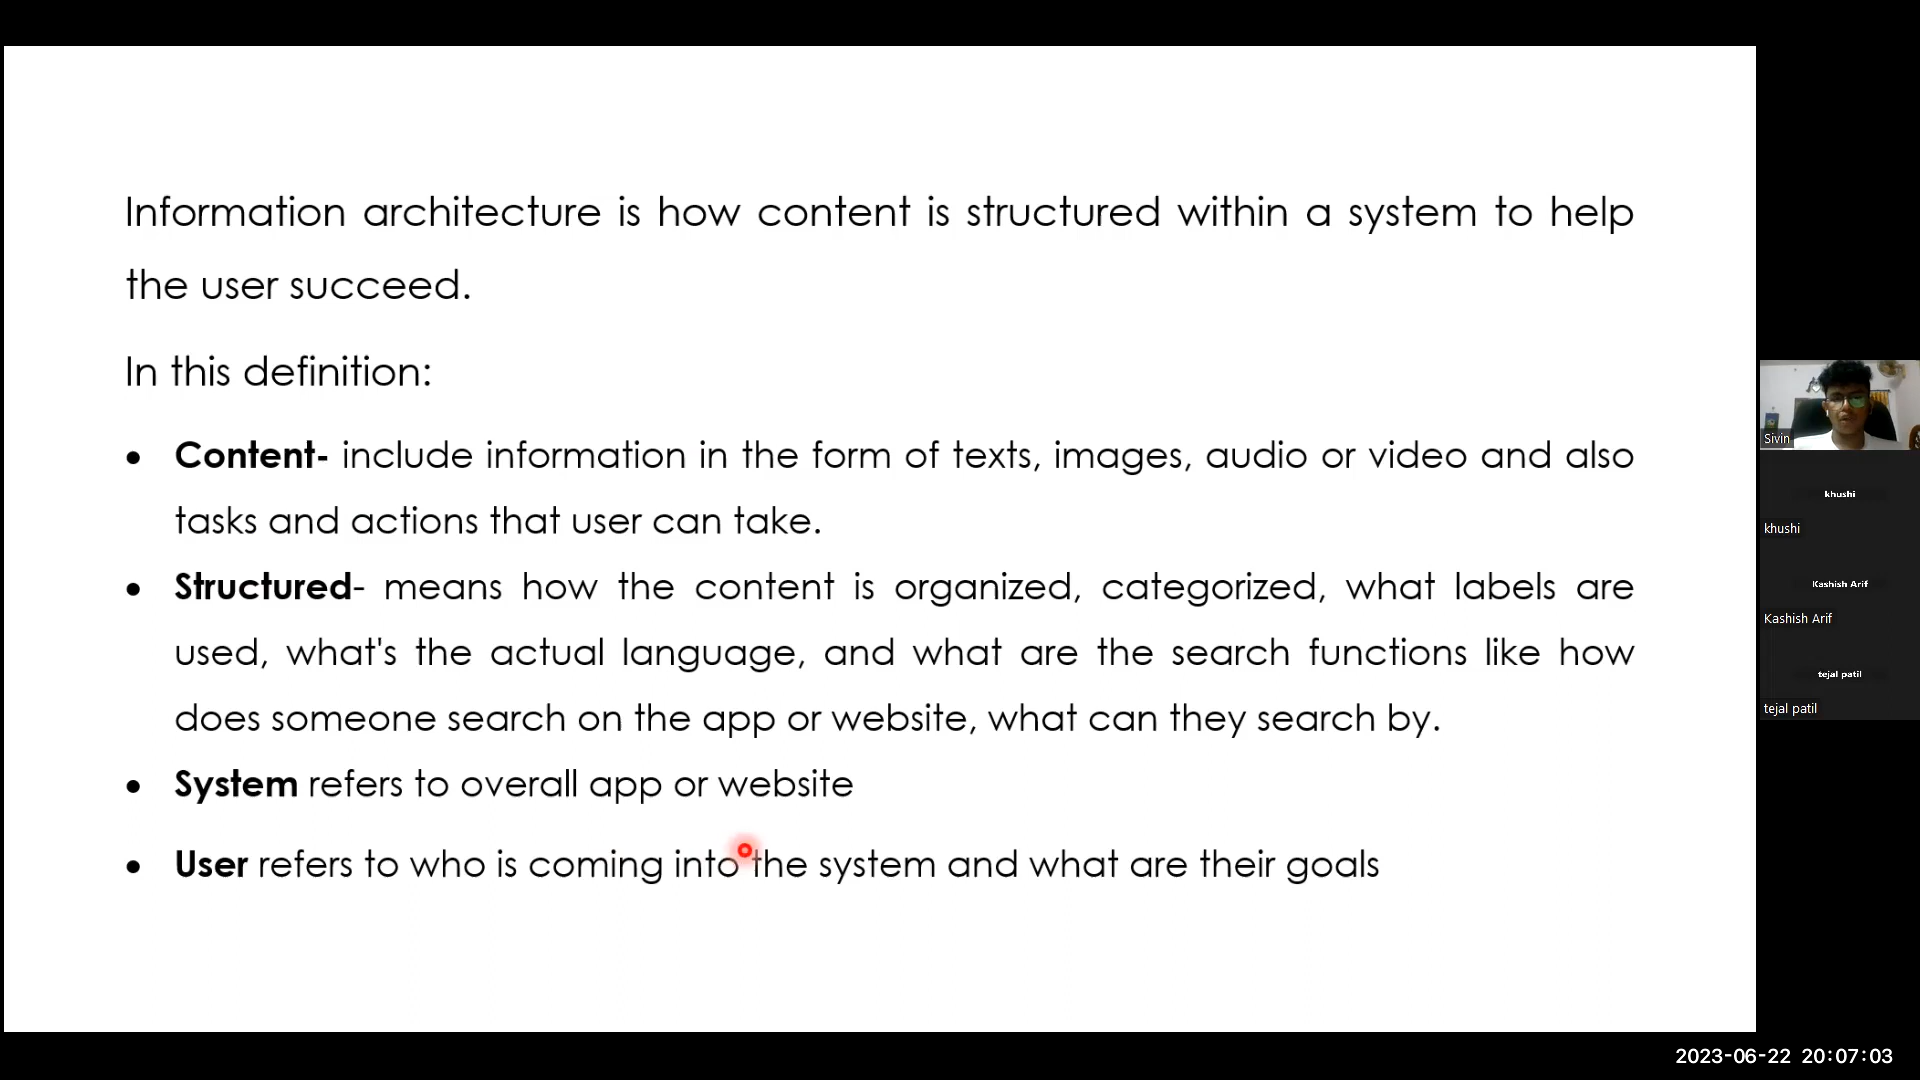 Information architecture is how content is structured within a system to help
the user succeed.
In this definition:
• Content- include information in the form of texts, images, audio or video and also
tasks and actions that user can take.
• Structured- means how the content is organized, categorized, what labels are
used, what's the actual language, and what are the search functions like how
does someone search on the app or website, what can they search by.
• System refers to overall app or website
• User refers to who is coming into the system and what are their goals
Sivin
khushi
khushi
Kashish Arif
Kashish Arif
tejal patil
tejal patil
2023-06-22 20:07:03